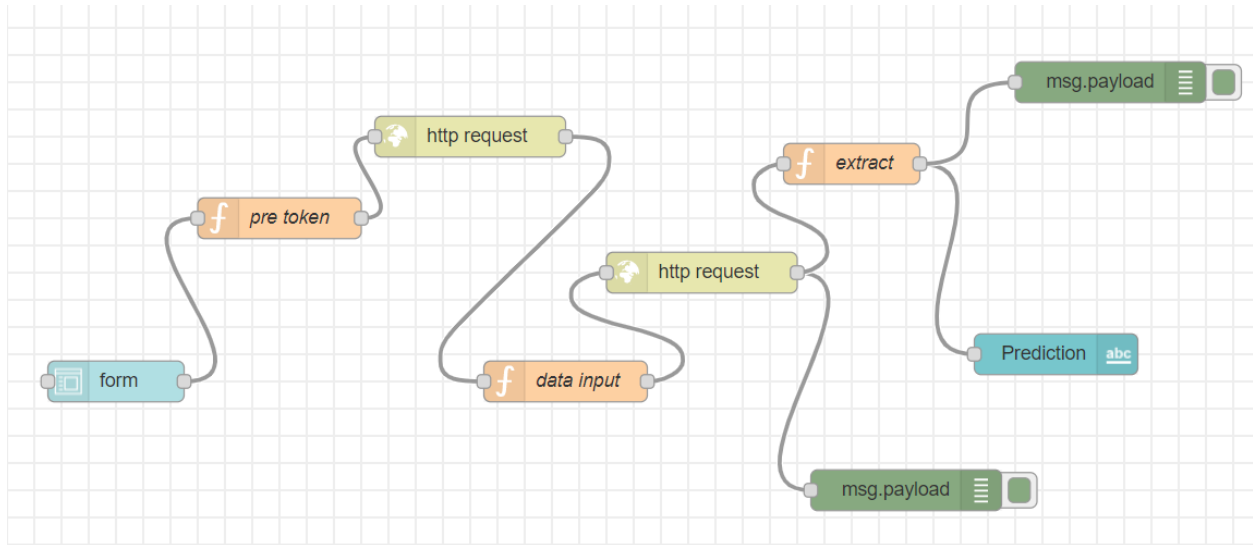 msg.payload
http request
extract
pre token
http request
Prediction
abc
form
data input
msg.payload